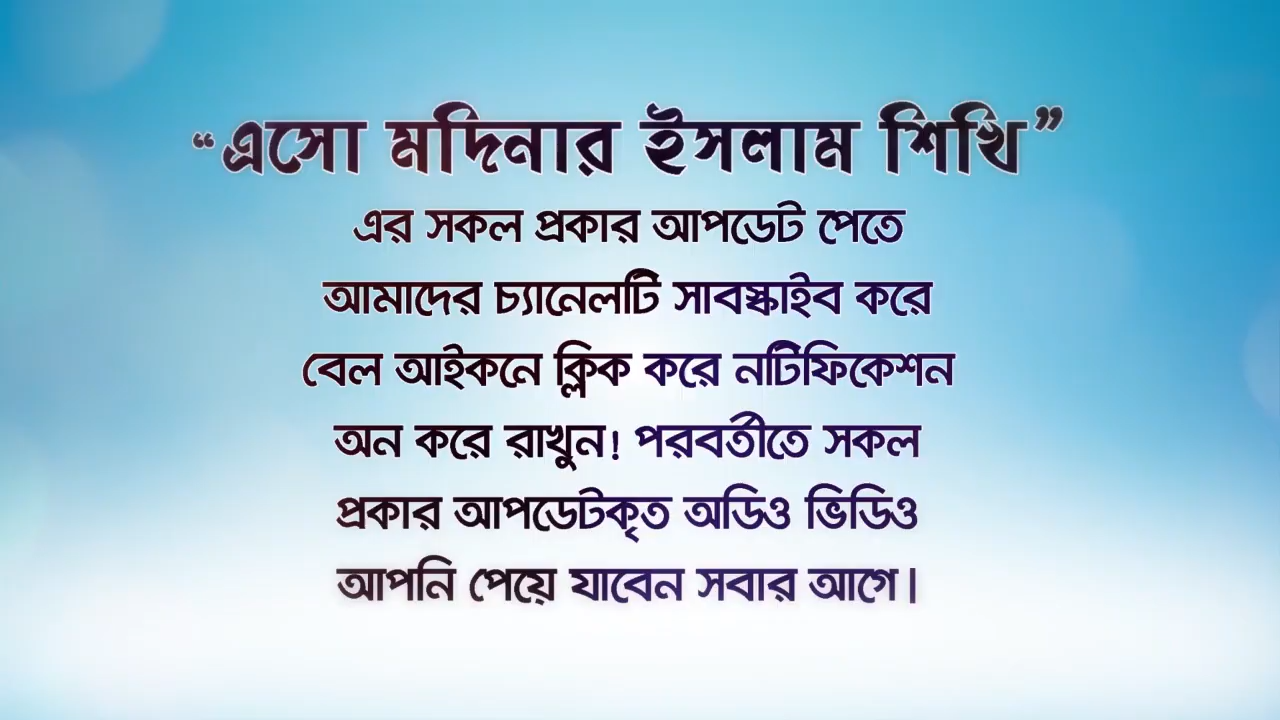 “এসো মদিনার ইসলাম শিখি”
এর সকল প্রকার আপডেট পেতে
আমাদের চ্যানেলটি সাবস্কাইব করে
বেল আইকনে ক্লিক করে নটিফিকেশন
অন করে রাখুন! পরবর্তীতে সকল
প্রকার আপডেটকৃত অডিও ভিডিও
আপনি পেয়ে যাবেন সবার আগে।